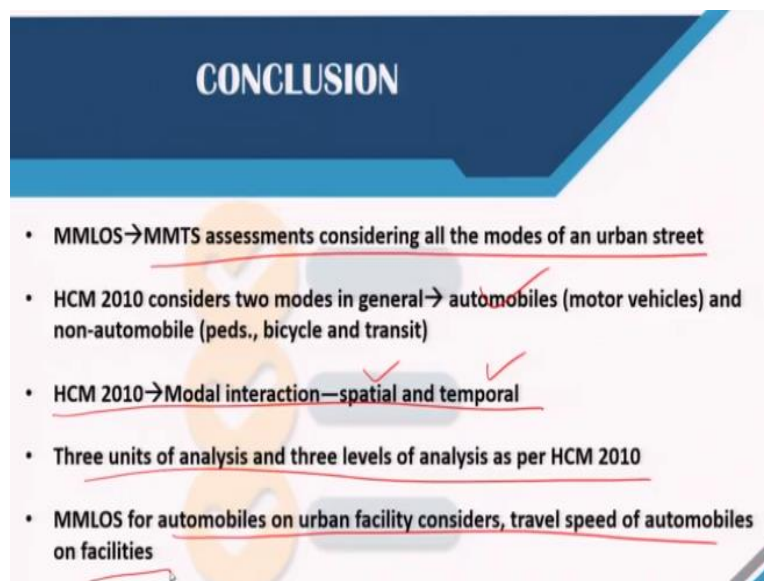 CONCLUSION
• MMLOS→MMTS assessments considering all the modes of an urban street
• HCM 2010 considers two modes in general→ automobiles (motor vehicles) and
non-automobile (peds., bicycle and transit)
• HCM 2010→Modal interaction—spatial and temporal
• Three units of analysis and three levels of analysis as per HCM 2010
• MMLOS for automobiles on urban facility considers, travel speed of automobiles
on facilities